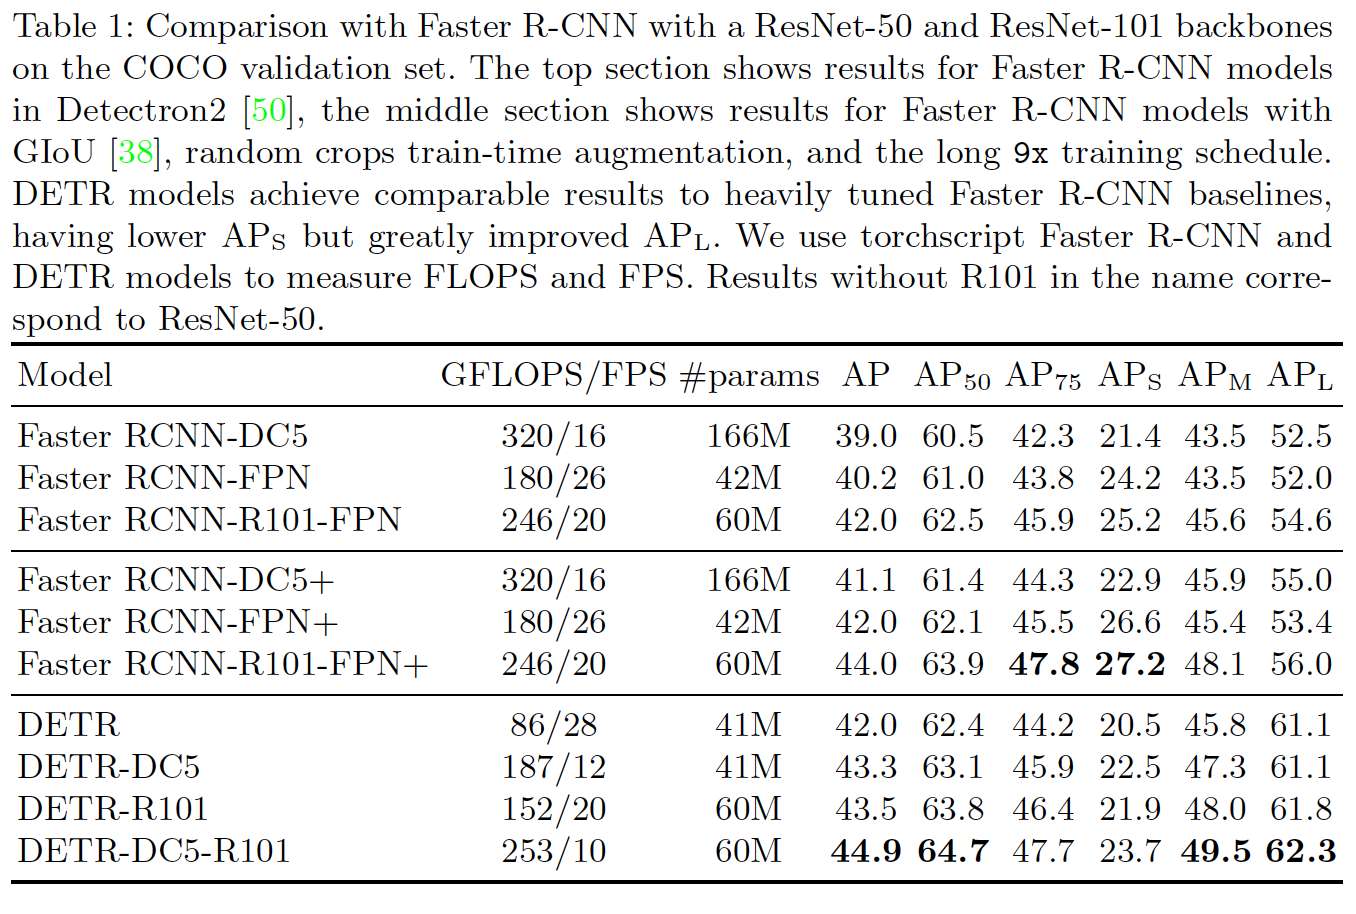 Table 1: Comparison with Faster R-CNN with a ResNet-50 and ResNet-101 backbones
on the COCO validation set. The top section shows results for Faster R-CNN models
in Detectron2 [50], the middle section shows results for Faster R-CNN models with
GIoU [38], random crops train-time augmentation, and the long 9x training schedule.
DETR models achieve comparable results to heavily tuned Faster R-CNN baselines,
having lower AP_S but greatly improved AP_L. We use torchscript Faster R-CNN and
DETR models to measure FLOPS and FPS. Results without R101 in the name corre-
spond to ResNet-50.
Model GFLOPS/FPS #params AP AP_50 AP_75 AP_S AP_M AP_L
Faster RCNN-DC5 320/16 166M 39.0 60.5 42.3 21.4 43.5 52.5
Faster RCNN-FPN 180/26 42M 40.2 61.0 43.8 24.2 43.5 52.0
Faster RCNN-R101-FPN 246/20 60M 42.0 62.5 45.9 25.2 45.6 54.6
Faster RCNN-DC5+ 320/16 166M 41.1 61.4 44.3 22.9 45.9 55.0
Faster RCNN-FPN+ 180/26 42M 42.0 62.1 45.5 26.6 45.4 53.4
Faster RCNN-R101-FPN+ 246/20 60M 44.0 63.9 47.8 27.2 48.1 56.0
DETR 86/28 41M 42.0 62.4 44.2 20.5 45.8 61.1
DETR-DC5 187/12 41M 43.3 63.1 45.9 22.5 47.3 61.1
DETR-R101 152/20 60M 43.5 63.8 46.4 21.9 48.0 61.8
DETR-DC5-R101 253/10 60M 44.9 64.7 47.7 23.7 49.5 62.3